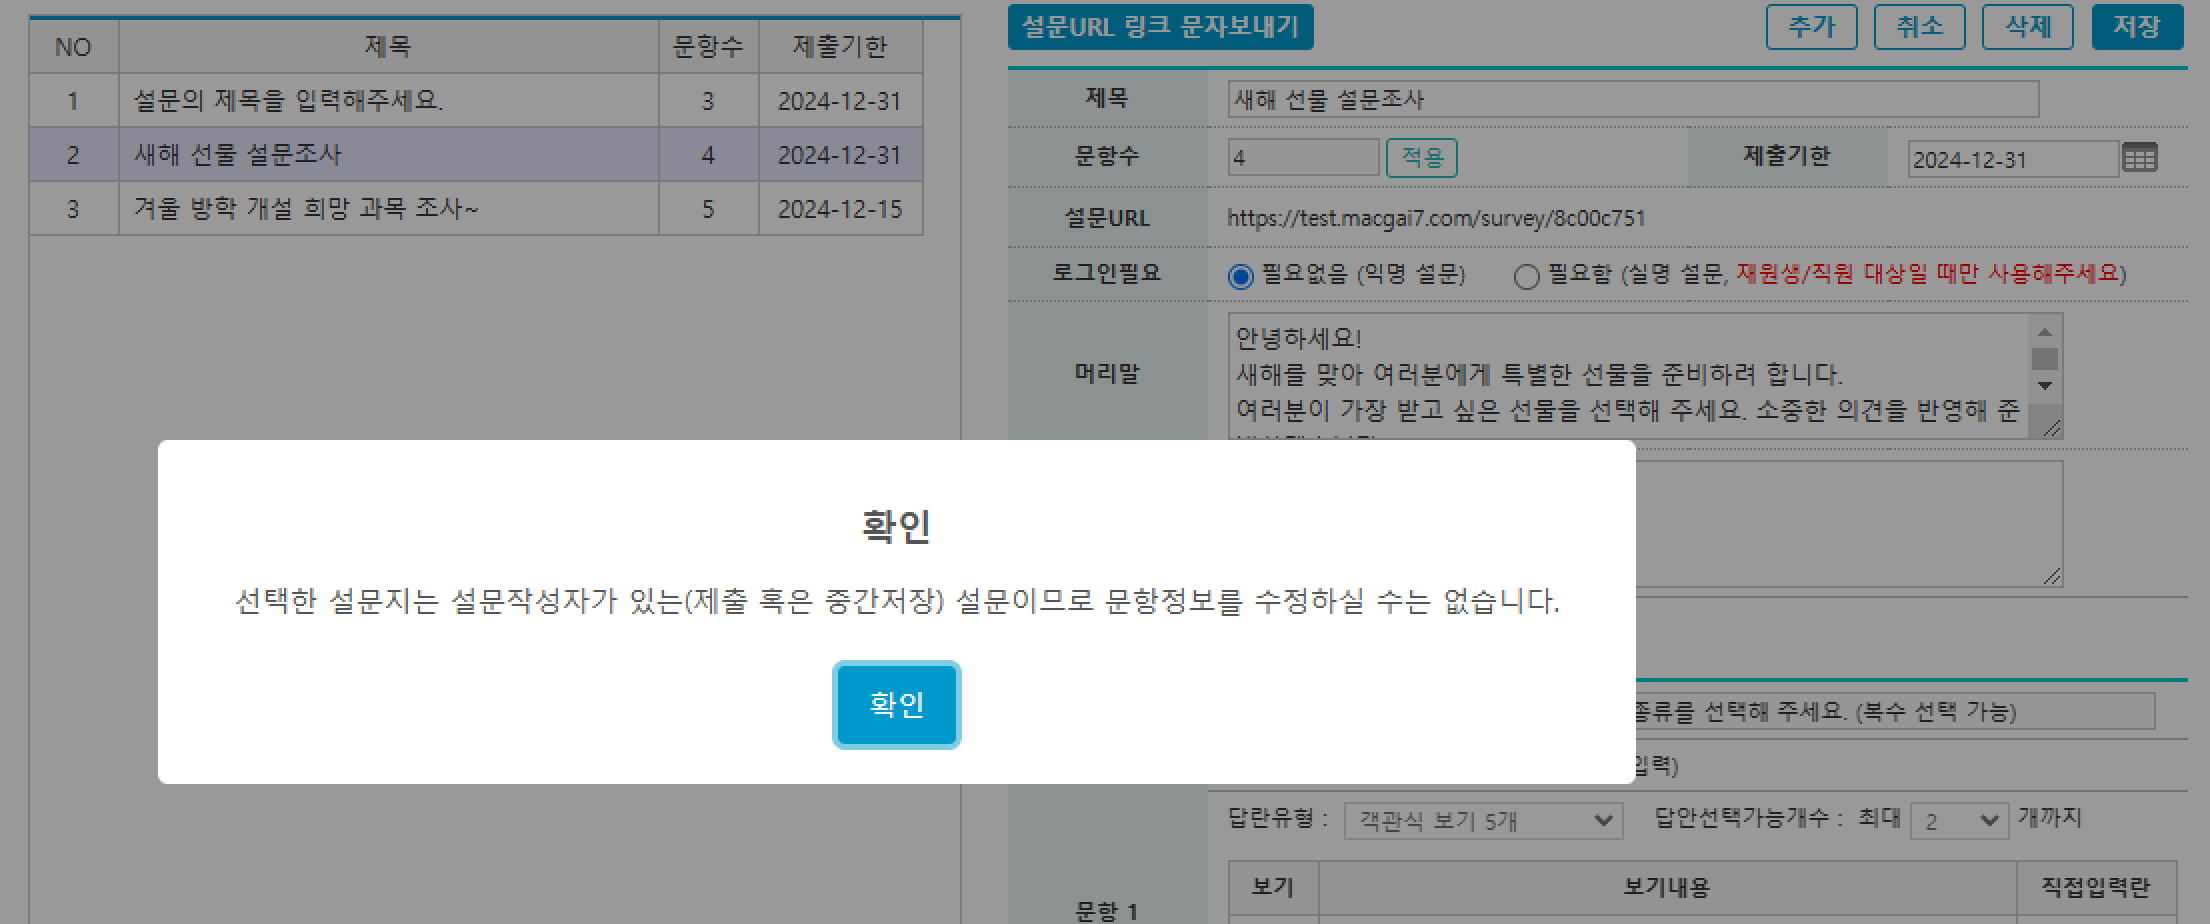 NO 제목 문항수 제출기한
1 설문의 제목을 입력해주세요. 3 2024-12-31
2 새해 선물 설문조사 4 2024-12-31
3 겨울 방학 개설 희망 과목 조사~ 5 2024-12-15
설문URL 링크 문자보내기 추가 취소 삭제 저장
제목 새해 선물 설문조사
문항수 4 적용 제출기한 2024-12-31
설문URL https://test.macgai7.com/survey/8c00c751
로그인필요 필요없음 (익명 설문) 필요함 (실명 설문, 재원생/직원 대상일 때만 사용해주세요)
머리말
안녕하세요!
새해를 맞아 여러분에게 특별한 선물을 준비하려 합니다.
여러분이 가장 받고 싶은 선물을 선택해 주세요. 소중한 의견을 반영해 준
확인
선택한 설문지는 설문작성자가 있는(제출 혹은 중간저장) 설문이므로 문항정보를 수정하실 수는 없습니다.
확인
종류를 선택해 주세요. (복수 선택 가능)
입력)
답란유형 : 객관식 보기 5개 답안선택가능개수 : 최대 2 개까지
보기 보기내용 직접입력란
문항 1